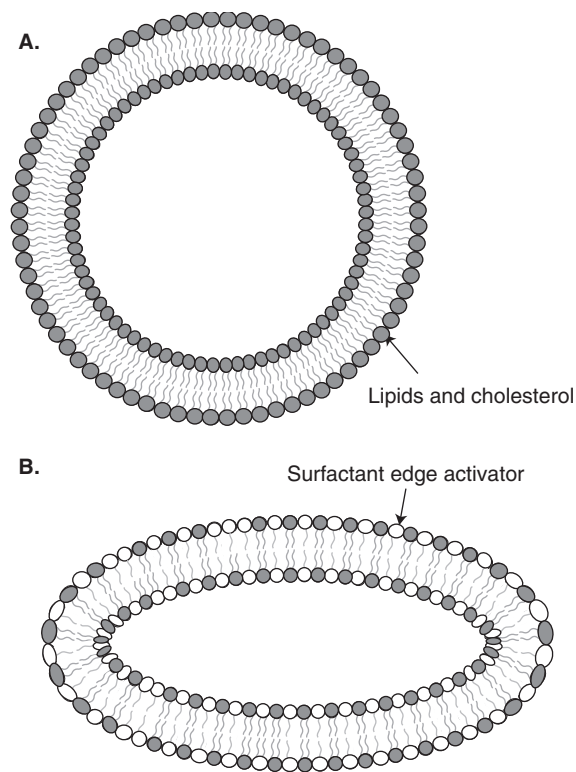 A.
Lipids and cholesterol
B.
Surfactant edge activator